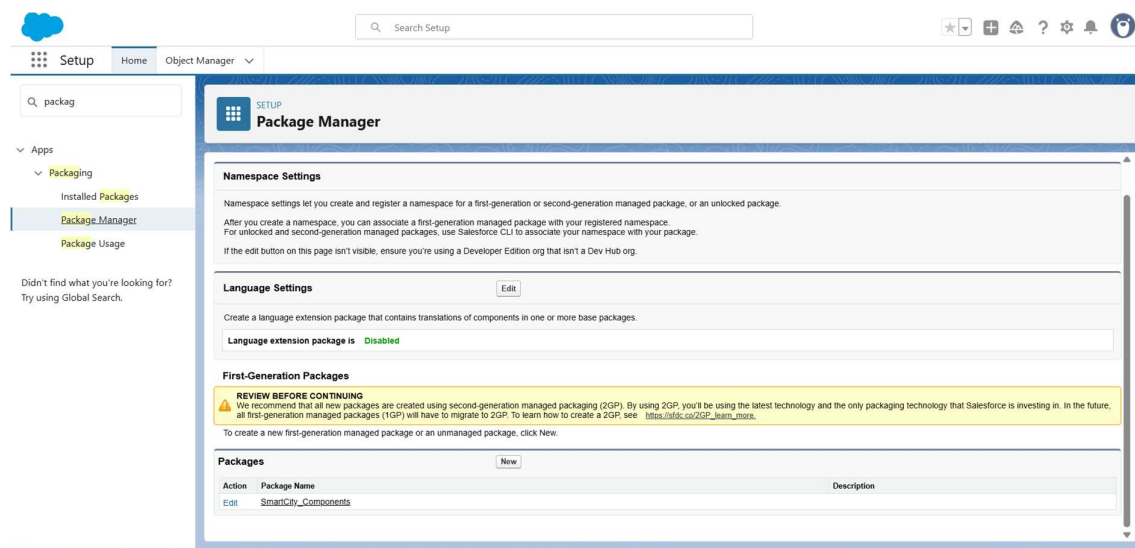 Search Setup
Setup
Home
Object Manager
packag
Apps
Packaging
Installed Packages
Package Manager
Package Usage
Didn't find what you're looking for?
Try using Global Search.
SETUP
Package Manager
Namespace Settings
Namespace settings let you create and register a namespace for a first-generation or second-generation managed package, or an unlocked package.
After you create a namespace, you can associate a first-generation managed package with your registered namespace.
For unlocked and second-generation managed packages, use Salesforce CLI to associate your namespace with your package.
If the edit button on this page isn't visible, ensure you're using a Developer Edition org that isn't a Dev Hub org.
Language Settings Edit
Create a language extension package that contains translations of components in one or more base packages.
Language extension package is Disabled
First-Generation Packages
REVIEW BEFORE CONTINUING
We recommend that all new packages are created using second-generation managed packaging (2GP). By using 2GP, you'll be using the latest technology and the only packaging technology that Salesforce is investing in. In the future,
all first-generation managed packages (1GP) will have to migrate to 2GP. To learn how to create a 2GP, see https://sfdc.co/2GP_learn_more.
To create a new first-generation managed package or an unmanaged package, click New.
Packages New
Action Package Name Description
Edit SmartCity_Components